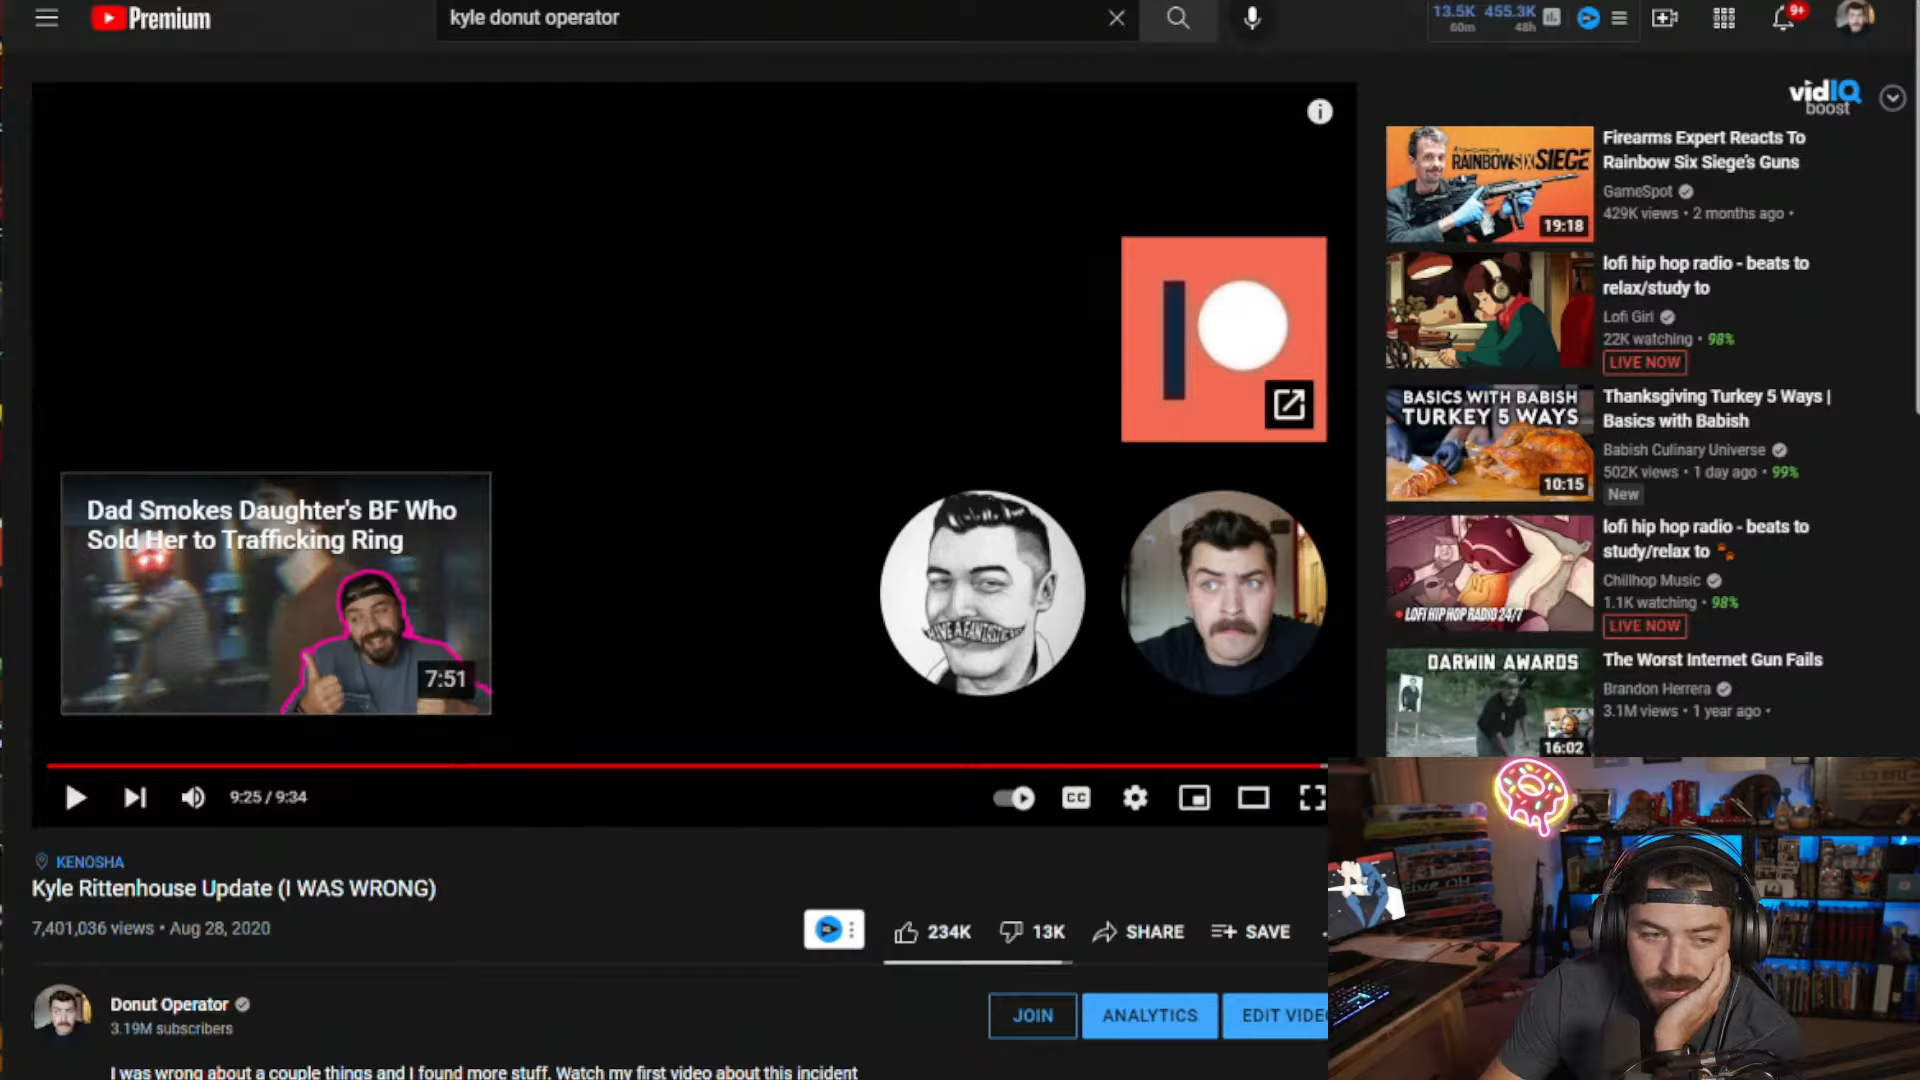 Premium
kyle donut operator
13.5K 455.3K
60m 48h
9+
vidIQ
boost
Dad Smokes Daughter's BF Who
Sold Her to Trafficking Ring
7:51
9:25 / 9:34
CC
KENOSHA
Kyle Rittenhouse Update (I WAS WRONG)
7,401,036 views • Aug 28, 2020
234K 13K SHARE SAVE
Donut Operator
3.19M subscribers
JOIN ANALYTICS EDIT VIDEO
I was wrong about a couple things and I found more stuff. Watch my first video about this incident
RAINBOWSIX SIEGE
19:18
Firearms Expert Reacts To
Rainbow Six Siege's Guns
GameSpot
429K views • 2 months ago •
lofi hip hop radio - beats to
relax/study to
Lofi Girl
22K watching • 98%
LIVE NOW
BASICS WITH BABISH
TURKEY 5 WAYS
10:15
Thanksgiving Turkey 5 Ways |
Basics with Babish
Babish Culinary Universe
502K views • 1 day ago • 99%
New
LOFI HIP HOP RADIO 24/7
lofi hip hop radio - beats to
study/relax to
Chillhop Music
1.1K watching • 98%
LIVE NOW
DARWIN AWARDS
16:02
The Worst Internet Gun Fails
Brandon Herrera
3.1M views • 1 year ago •